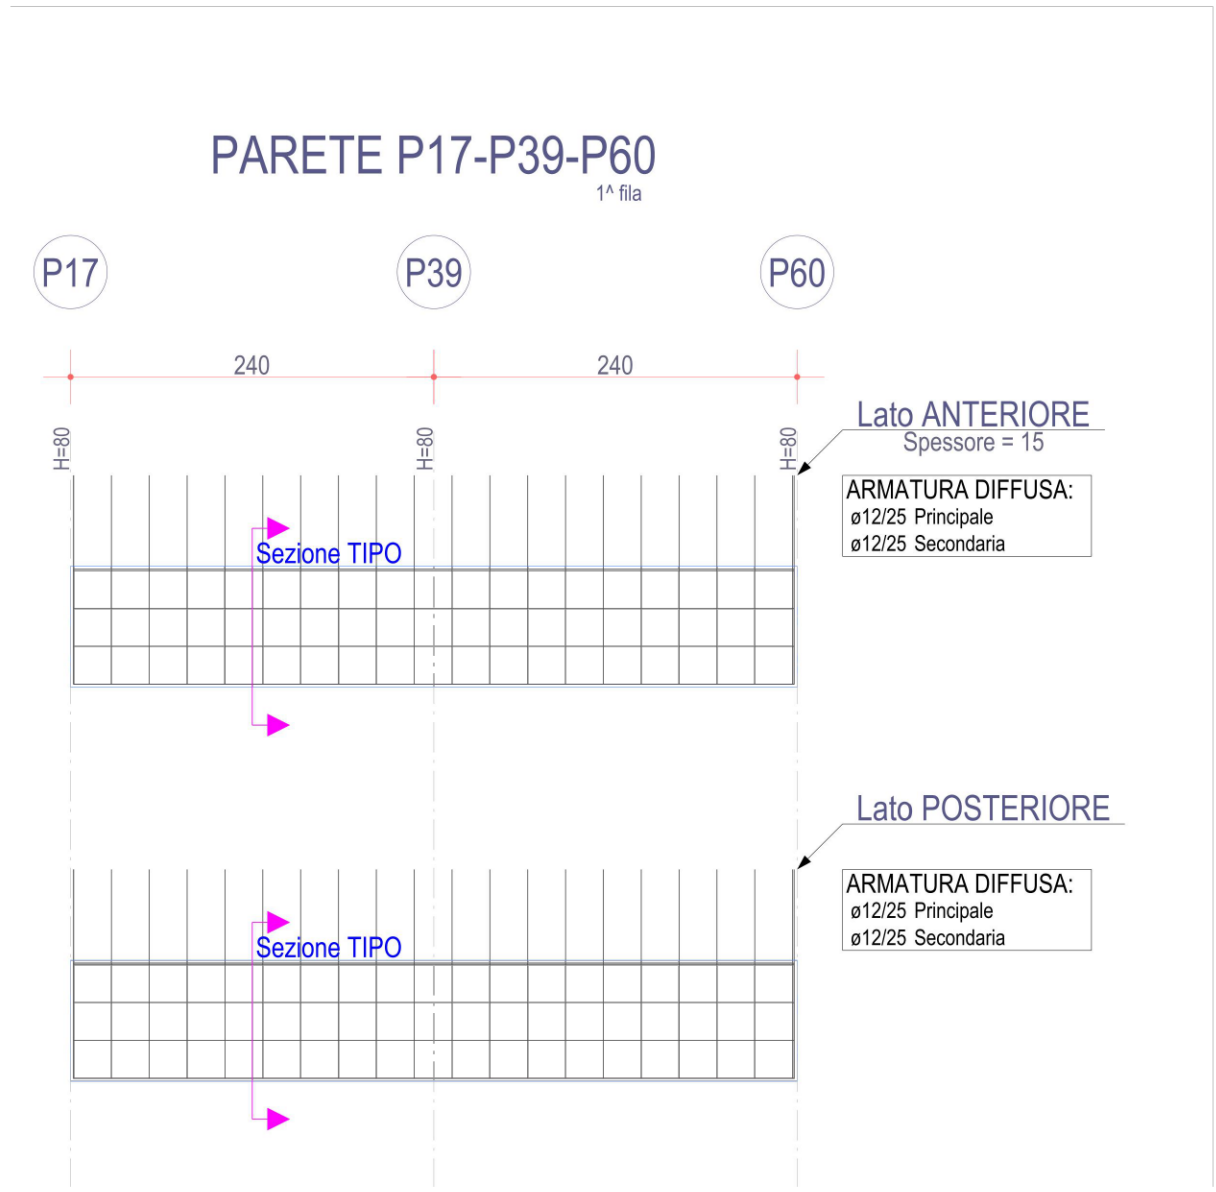 PARETE P17-P39-P60
1^ fila
P17
P39
P60
240
240
H=80
H=80
H=80
Lato ANTERIORE
Spessore = 15
ARMATURA DIFFUSA:
ø12/25 Principale
ø12/25 Secondaria
Sezione TIPO
Lato POSTERIORE
ARMATURA DIFFUSA:
ø12/25 Principale
ø12/25 Secondaria
Sezione TIPO